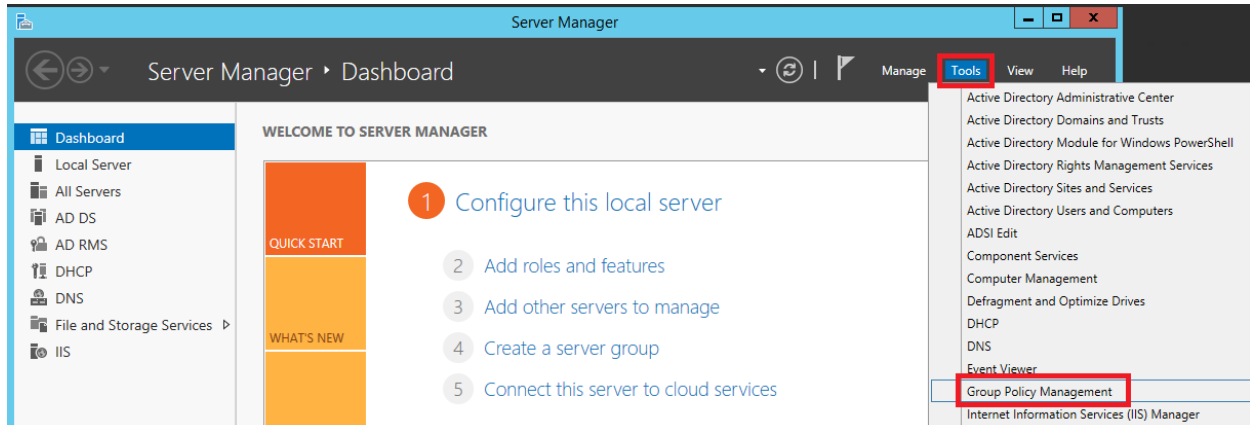 Server Manager
Server Manager • Dashboard
Manage
Tools
View
Help
Dashboard
Local Server
All Servers
AD DS
AD RMS
DHCP
DNS
File and Storage Services
IIS
WELCOME TO SERVER MANAGER
QUICK START
WHAT'S NEW
1 Configure this local server
2 Add roles and features
3 Add other servers to manage
4 Create a server group
5 Connect this server to cloud services
Active Directory Administrative Center
Active Directory Domains and Trusts
Active Directory Module for Windows PowerShell
Active Directory Rights Management Services
Active Directory Sites and Services
Active Directory Users and Computers
ADSI Edit
Component Services
Computer Management
Defragment and Optimize Drives
DHCP
DNS
Event Viewer
Group Policy Management
Internet Information Services (IIS) Manager